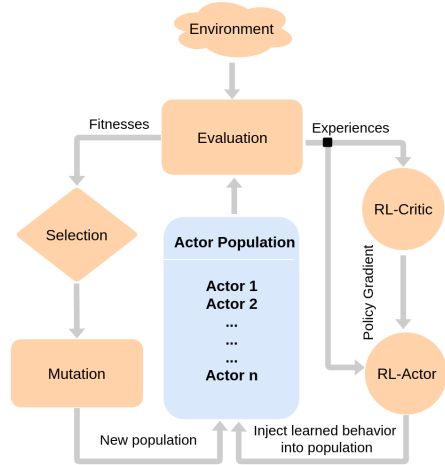 Environment
Fitnesses
Experiences
Evaluation
Selection
RL-Critic
Actor Population
Policy Gradient
Actor 1
Actor 2
...
...
...
Actor n
Mutation
RL-Actor
New population
Inject learned behavior
into population